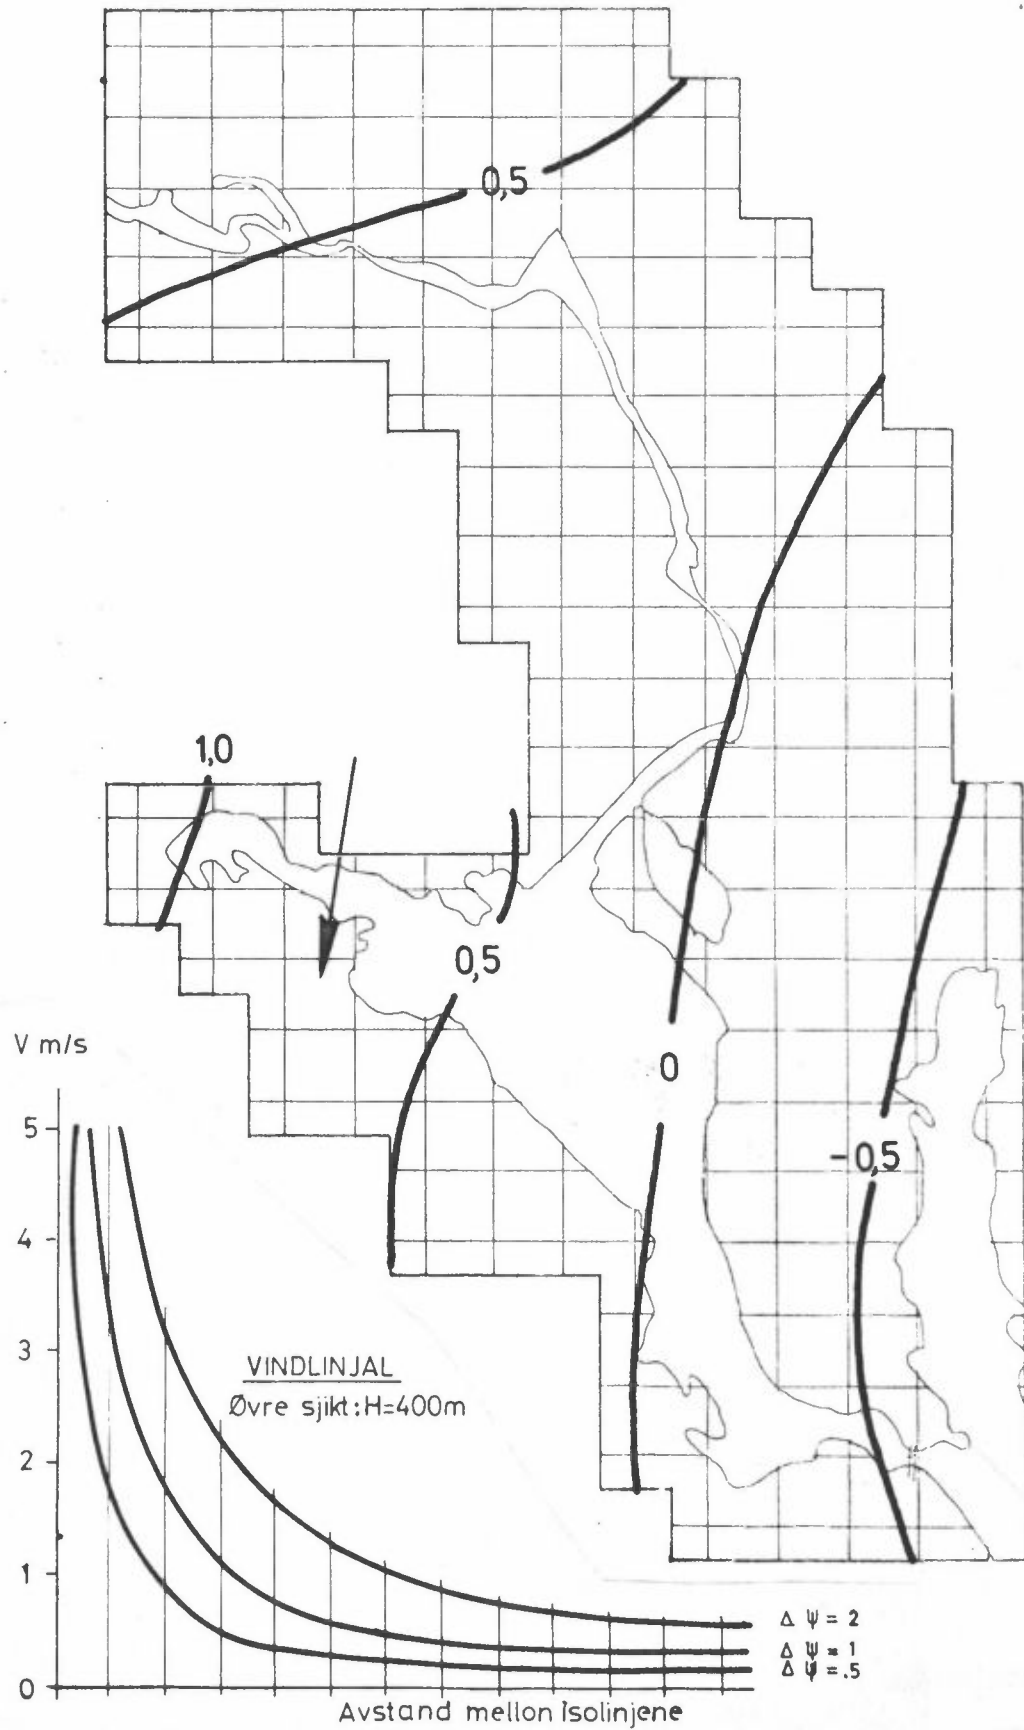 0,5
1,0
0,5
V m/s
0
5
-0,5
4
3
VINDLINJAL
Øvre sjikt: H=400m
2
1
Δ ψ = 2
Δ ψ = 1
Δ ψ = .5
0
Avstand mellon Isolinjene